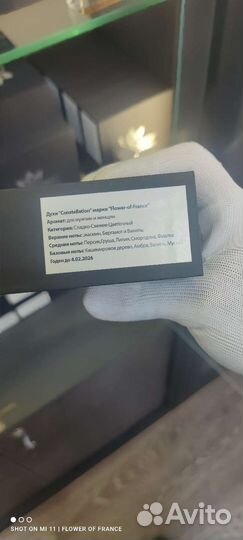 Духи "Constellation" марки "Flower-of-France"
Аромат: для мужчин и женщин
Категория: Сладко-Свежие-Цветочный
Верхние ноты: жасмин, Бергамот и Ваниль
Средние ноты: Персик,Груша, Лилия, Смородина, Фиалка
Базовые ноты: Кашемировое дерево, Амбра, Ваниль, Му
Годен до 4.02.2026
SHOT ON MI 11 | FLOWER OF FRANCE
Avito